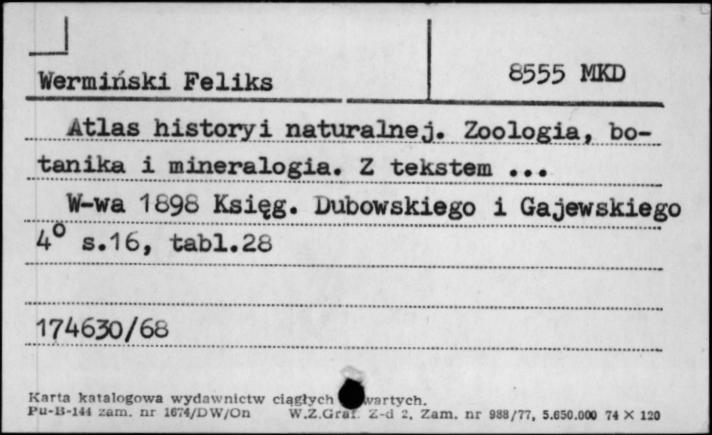 Wermiński Feliks
8555 MKD
Atlas historyi naturalnej. Zoologia, bo-
tanika i mineralogia. Z tekstem ...
W-wa 1898 Księg. Dubowskiego i Gajewskiego
4° s.16, tabl.28
174630/68
Karta katalogowa wydawnictw ciągłych wartych.
Pu-B-144 zam. nr 1674/DW/On W.Z.Graf. Z-d 2, Zam. nr 988/77, 5.650.000 74 X 120